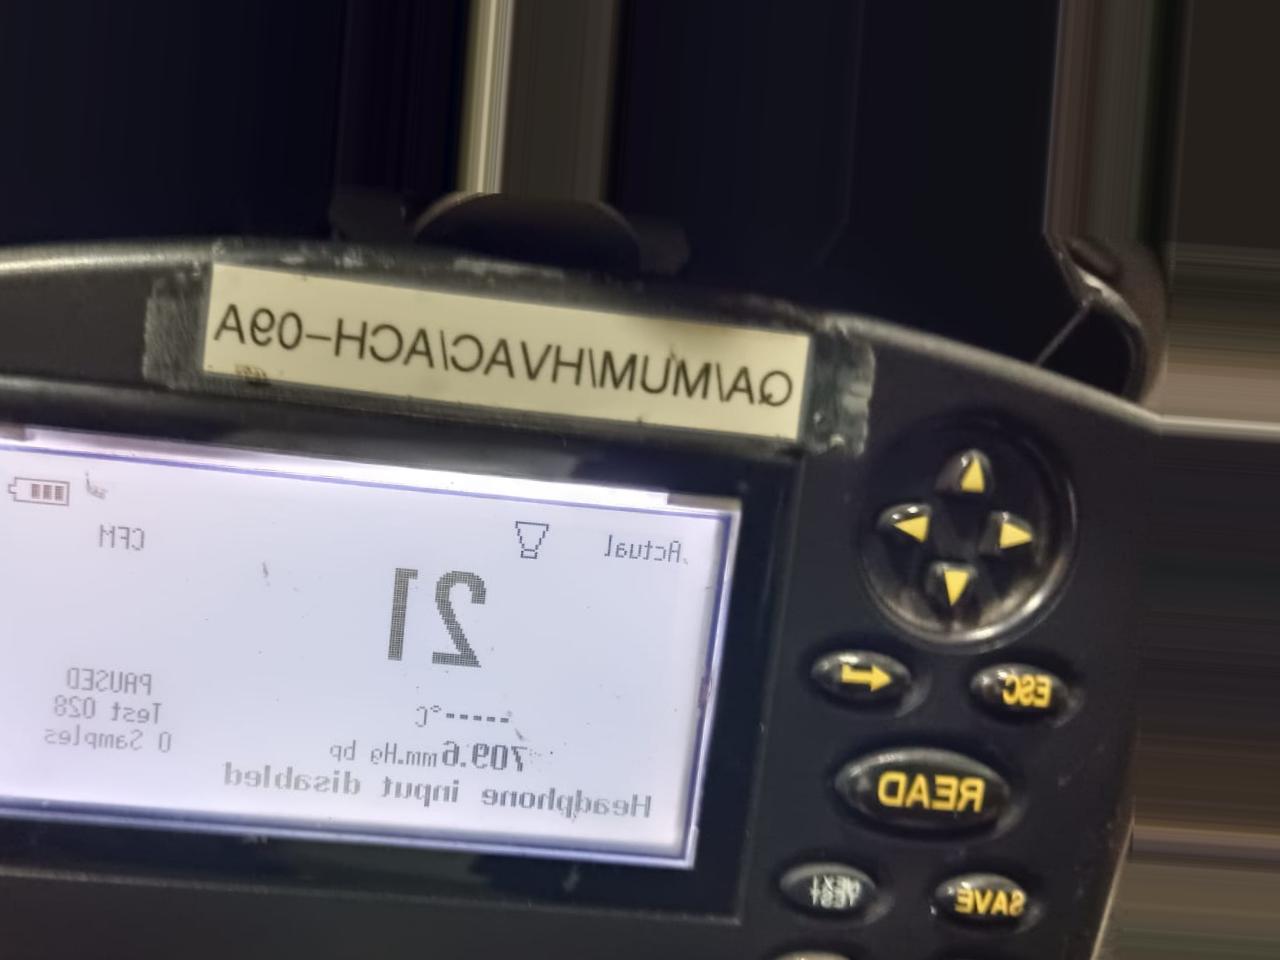 QA\MUM\HVAC\ACH-09A
Actual
CFM
21
-----°C
709.6mm.Hg bp
Headphone input disabled
PAUSED
Test 028
0 Samples
ESC
READ
SAVE
NEXT
TEST